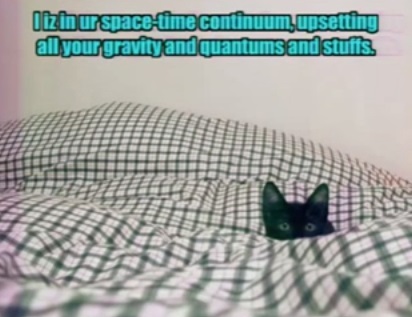 I iz in ur space-time continuum, upsetting
all your gravity and quantums and stuffs.